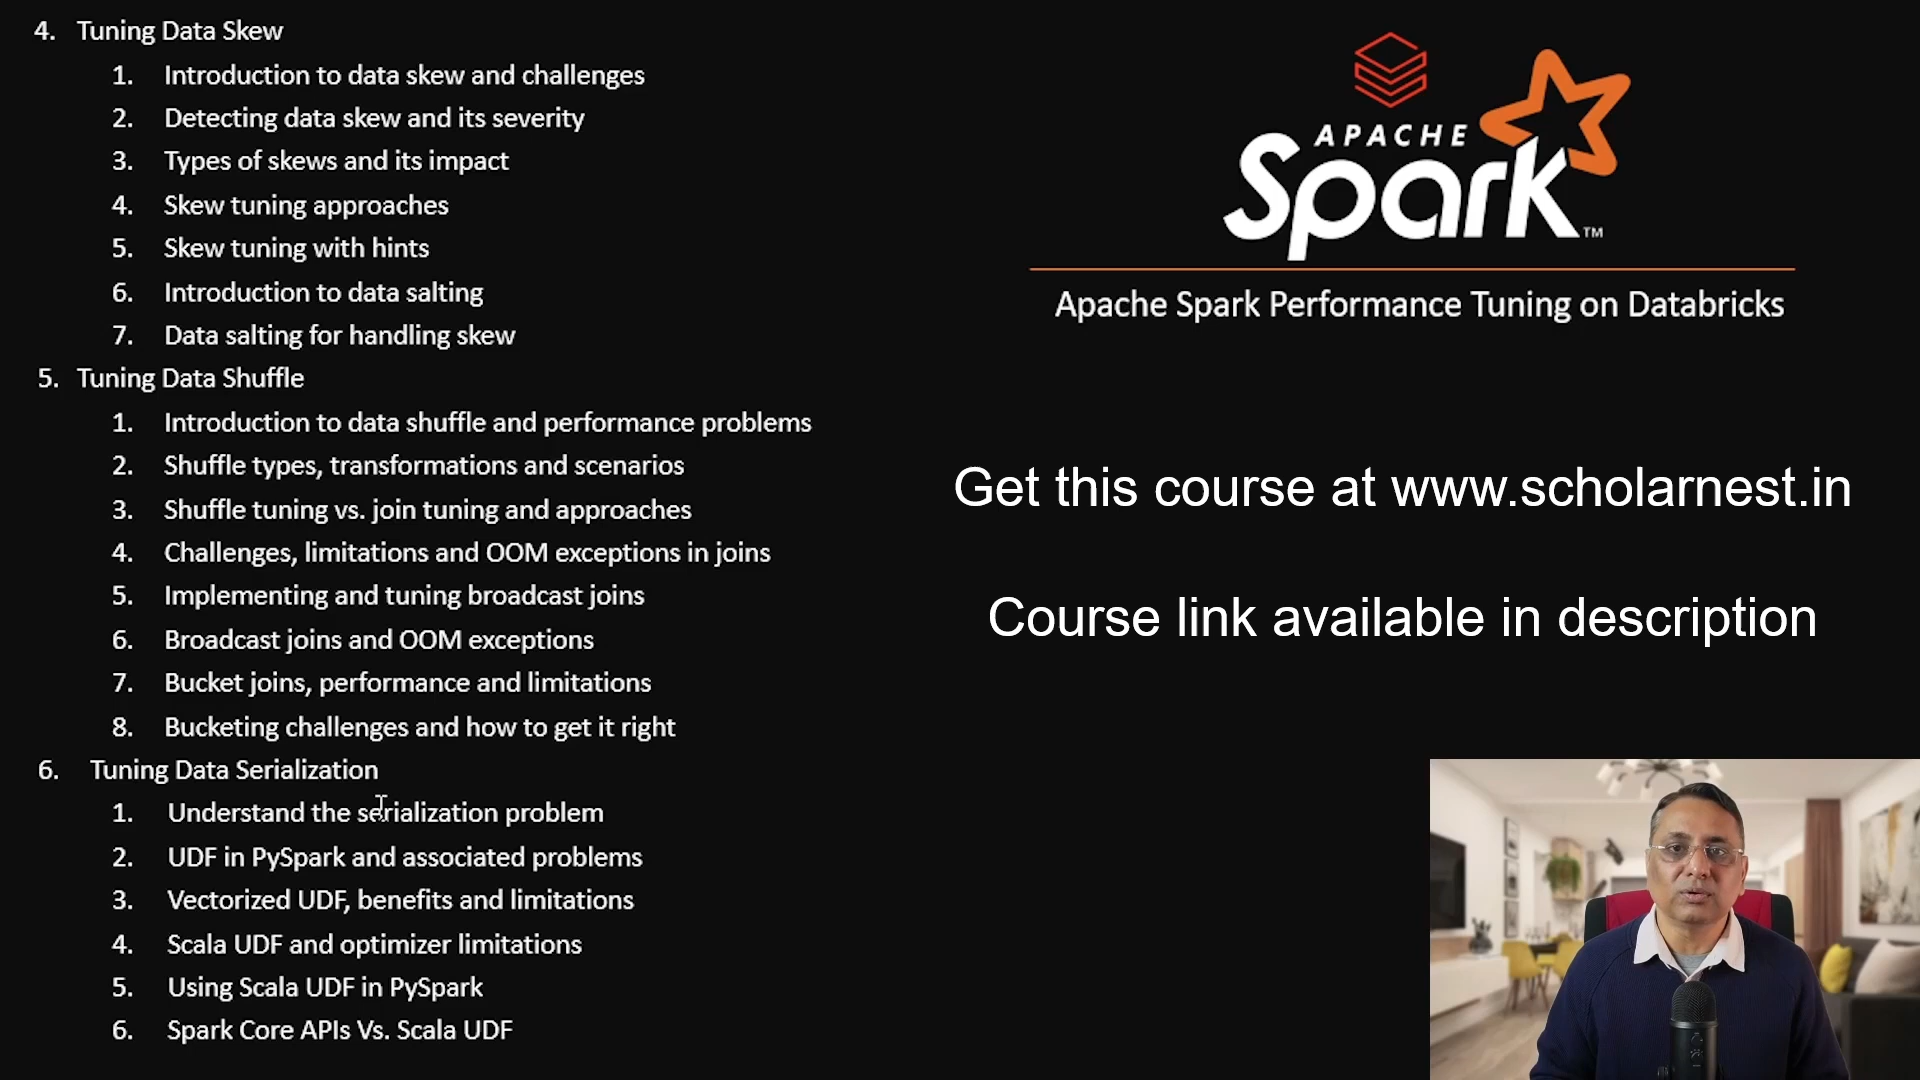 4. Tuning Data Skew
1. Introduction to data skew and challenges
2. Detecting data skew and its severity
3. Types of skews and its impact
4. Skew tuning approaches
5. Skew tuning with hints
6. Introduction to data salting
7. Data salting for handling skew
5. Tuning Data Shuffle
1. Introduction to data shuffle and performance problems
2. Shuffle types, transformations and scenarios
3. Shuffle tuning vs. join tuning and approaches
4. Challenges, limitations and OOM exceptions in joins
5. Implementing and tuning broadcast joins
6. Broadcast joins and OOM exceptions
7. Bucket joins, performance and limitations
8. Bucketing challenges and how to get it right
6. Tuning Data Serialization
1. Understand the serialization problem
2. UDF in PySpark and associated problems
3. Vectorized UDF, benefits and limitations
4. Scala UDF and optimizer limitations
5. Using Scala UDF in PySpark
6. Spark Core APIs Vs. Scala UDF
APACHE
Spark™
Apache Spark Performance Tuning on Databricks
Get this course at www.scholarnest.in
Course link available in description